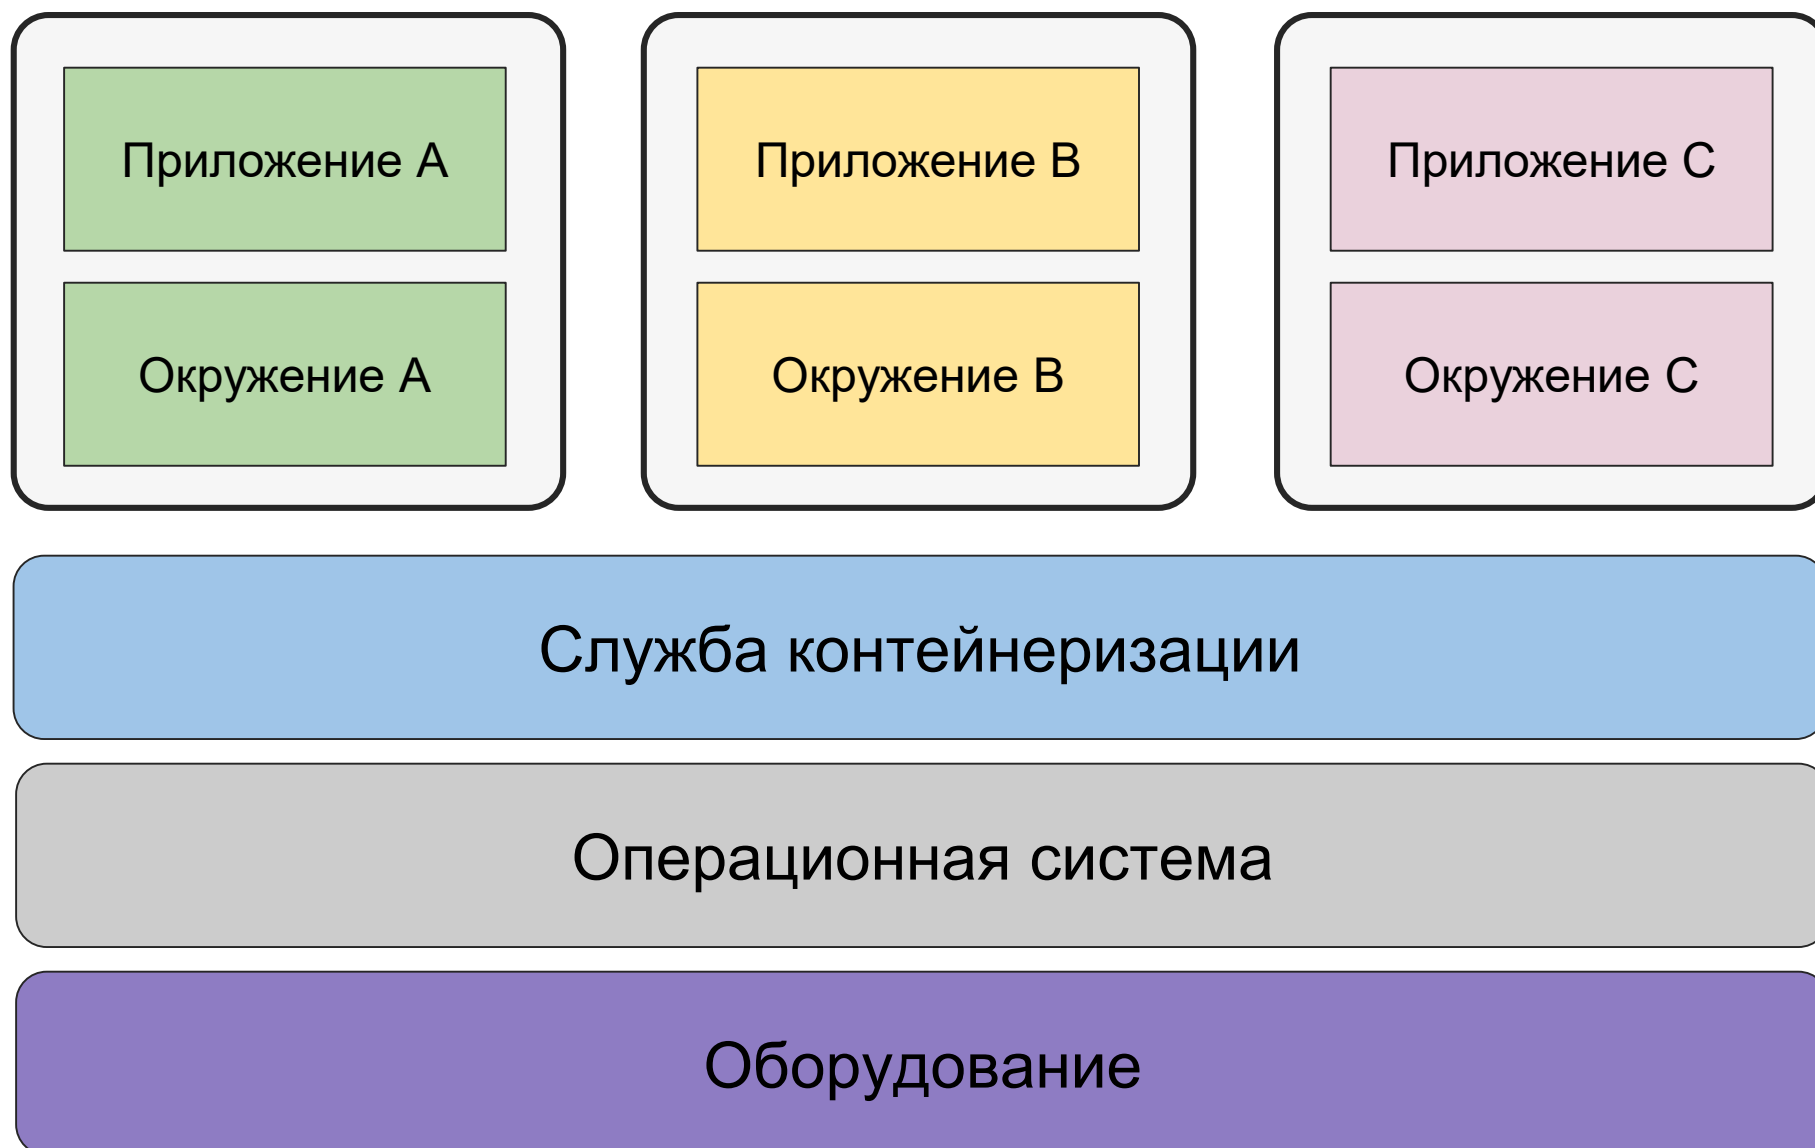 Приложение A
Приложение B
Приложение C
Окружение A
Окружение B
Окружение C
Служба контейнеризации
Операционная система
Оборудование